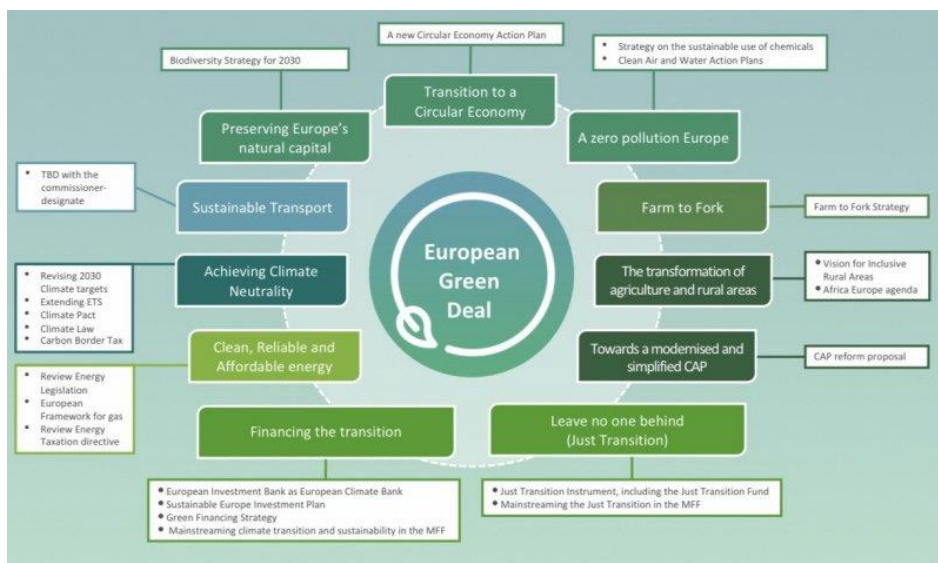 A new Circular Economy Action Plan
Transition to a
Circular Economy
Biodiversity Strategy for 2030
Preserving Europe's
natural capital
• Strategy on the sustainable use of chemicals
• Clean Air and Water Action Plans
A zero pollution Europe
• TBD with the
commissioner-
designate
Sustainable Transport
Farm to Fork
Farm to Fork Strategy
• Revising 2030
Climate targets
• Extending ETS
• Climate Pact
• Climate Law
• Carbon Border Tax
Achieving Climate
Neutrality
European
Green
Deal
The transformation of
agriculture and rural areas
• Vision for Inclusive
Rural Areas
• Africa Europe agenda
• Review Energy
Legislation
• European
Framework for gas
• Review Energy
Taxation directive
Clean, Reliable and
Affordable energy
Towards a modernised and
simplified CAP
CAP reform proposal
Financing the transition
• European Investment Bank as European Climate Bank
• Sustainable Europe Investment Plan
• Green Financing Strategy
• Mainstreaming climate transition and sustainability in the MFF
Leave no one behind
(Just Transition)
• Just Transition Instrument, including the Just Transition Fund
• Mainstreaming the Just Transition in the MFF